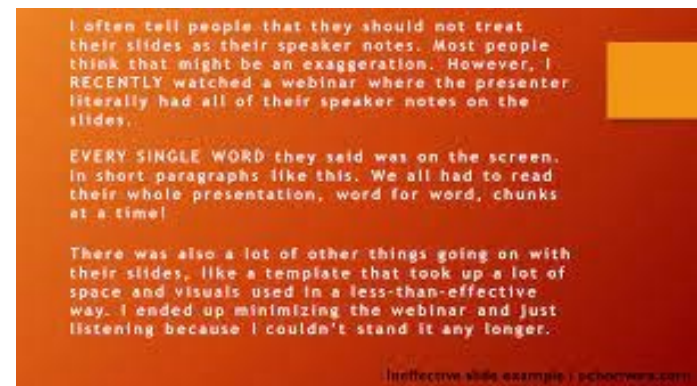 I often tell people that they should not treat
their slides as their speaker notes. Most people
think that might be an exaggeration. However, I
RECENTLY watched a webinar where the presenter
literally had all of their speaker notes on the
slides.
EVERY SINGLE WORD they said was on the screen.
In short paragraphs like this. We all had to read
their whole presentation, word for word, chunks
at a time!
There was also a lot of other things going on with
their slides, like a template that took up a lot of
space and visuals used in a less-than-effective
way. I ended up minimizing the webinar and just
listening because I couldn't stand it any longer.
Ineffective slide example |